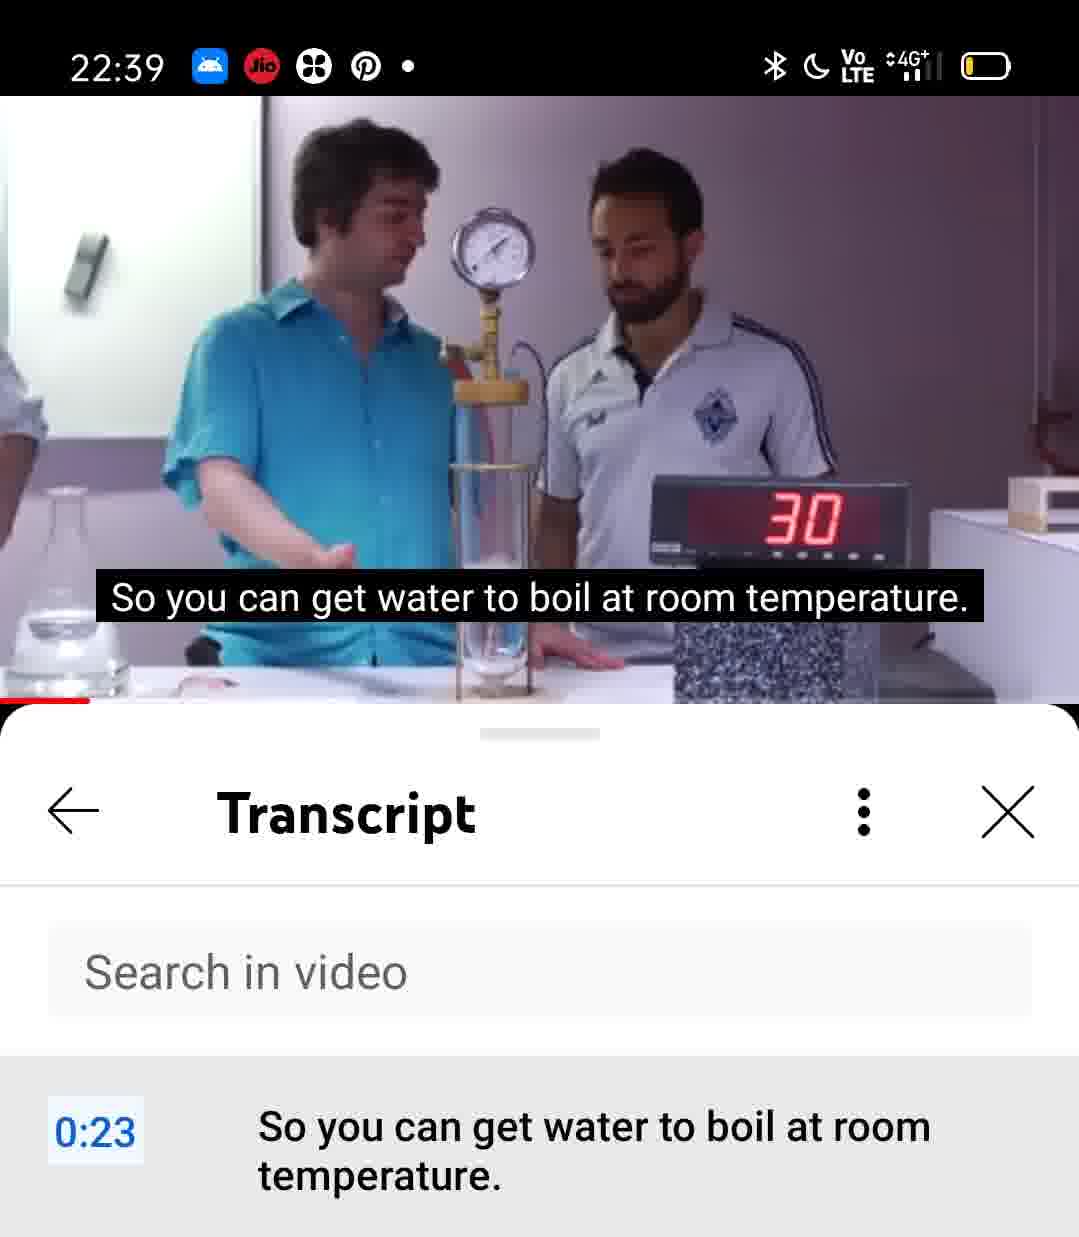 22:39
Jio
Vo
LTE
4G+
30
So you can get water to boil at room temperature.
Transcript
Search in video
0:23
So you can get water to boil at room
temperature.